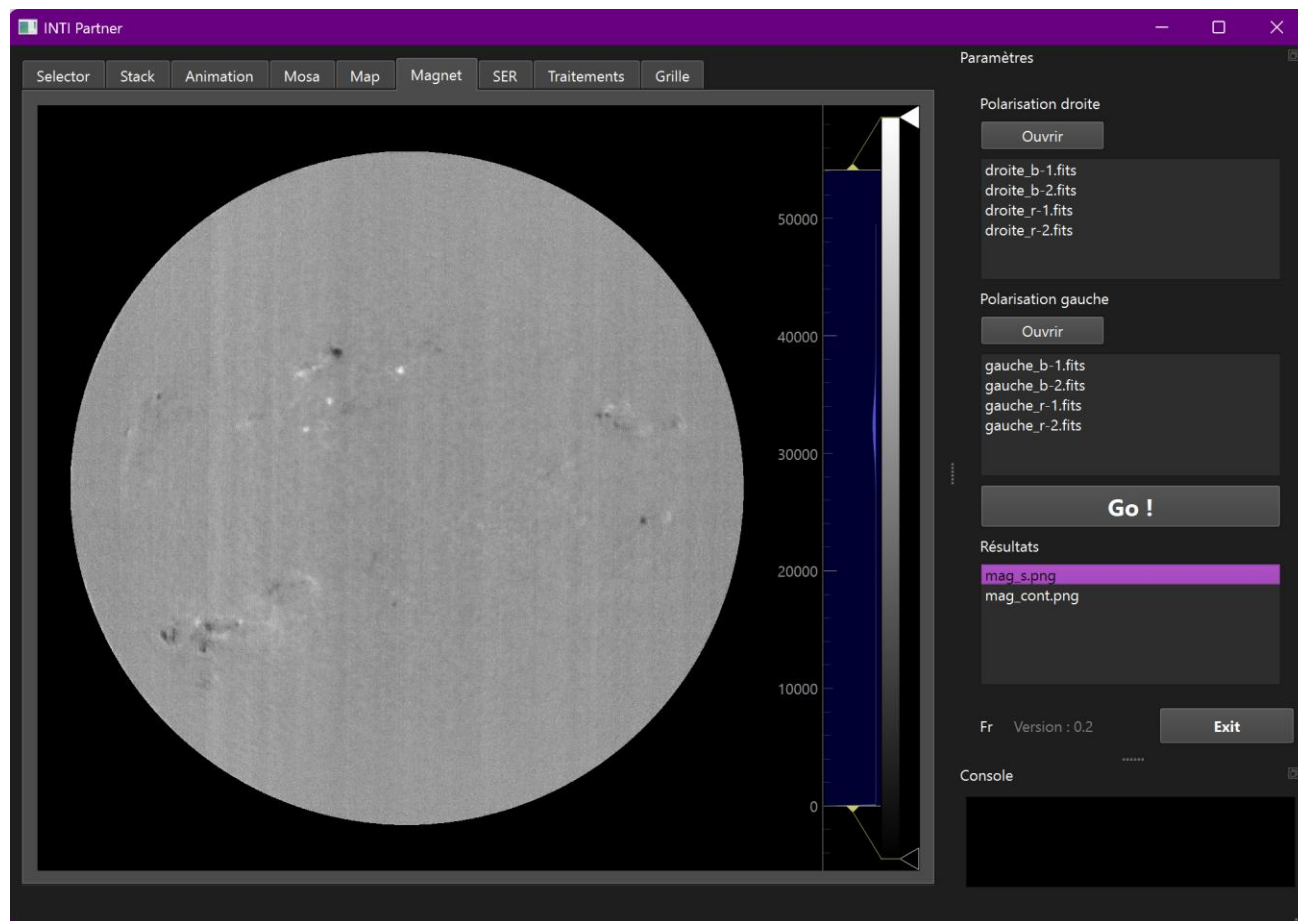 INTI Partner
Selector Stack Animation Mosa Map Magnet SER Traitements Grille
50000
40000
30000
20000
10000
0
Paramètres
Polarisation droite
Ouvrir
droite_b-1.fits
droite_b-2.fits
droite_r-1.fits
droite_r-2.fits
Polarisation gauche
Ouvrir
gauche_b-1.fits
gauche_b-2.fits
gauche_r-1.fits
gauche_r-2.fits
Go !
Résultats
mag_s.png
mag_cont.png
Fr Version : 0.2 Exit
Console